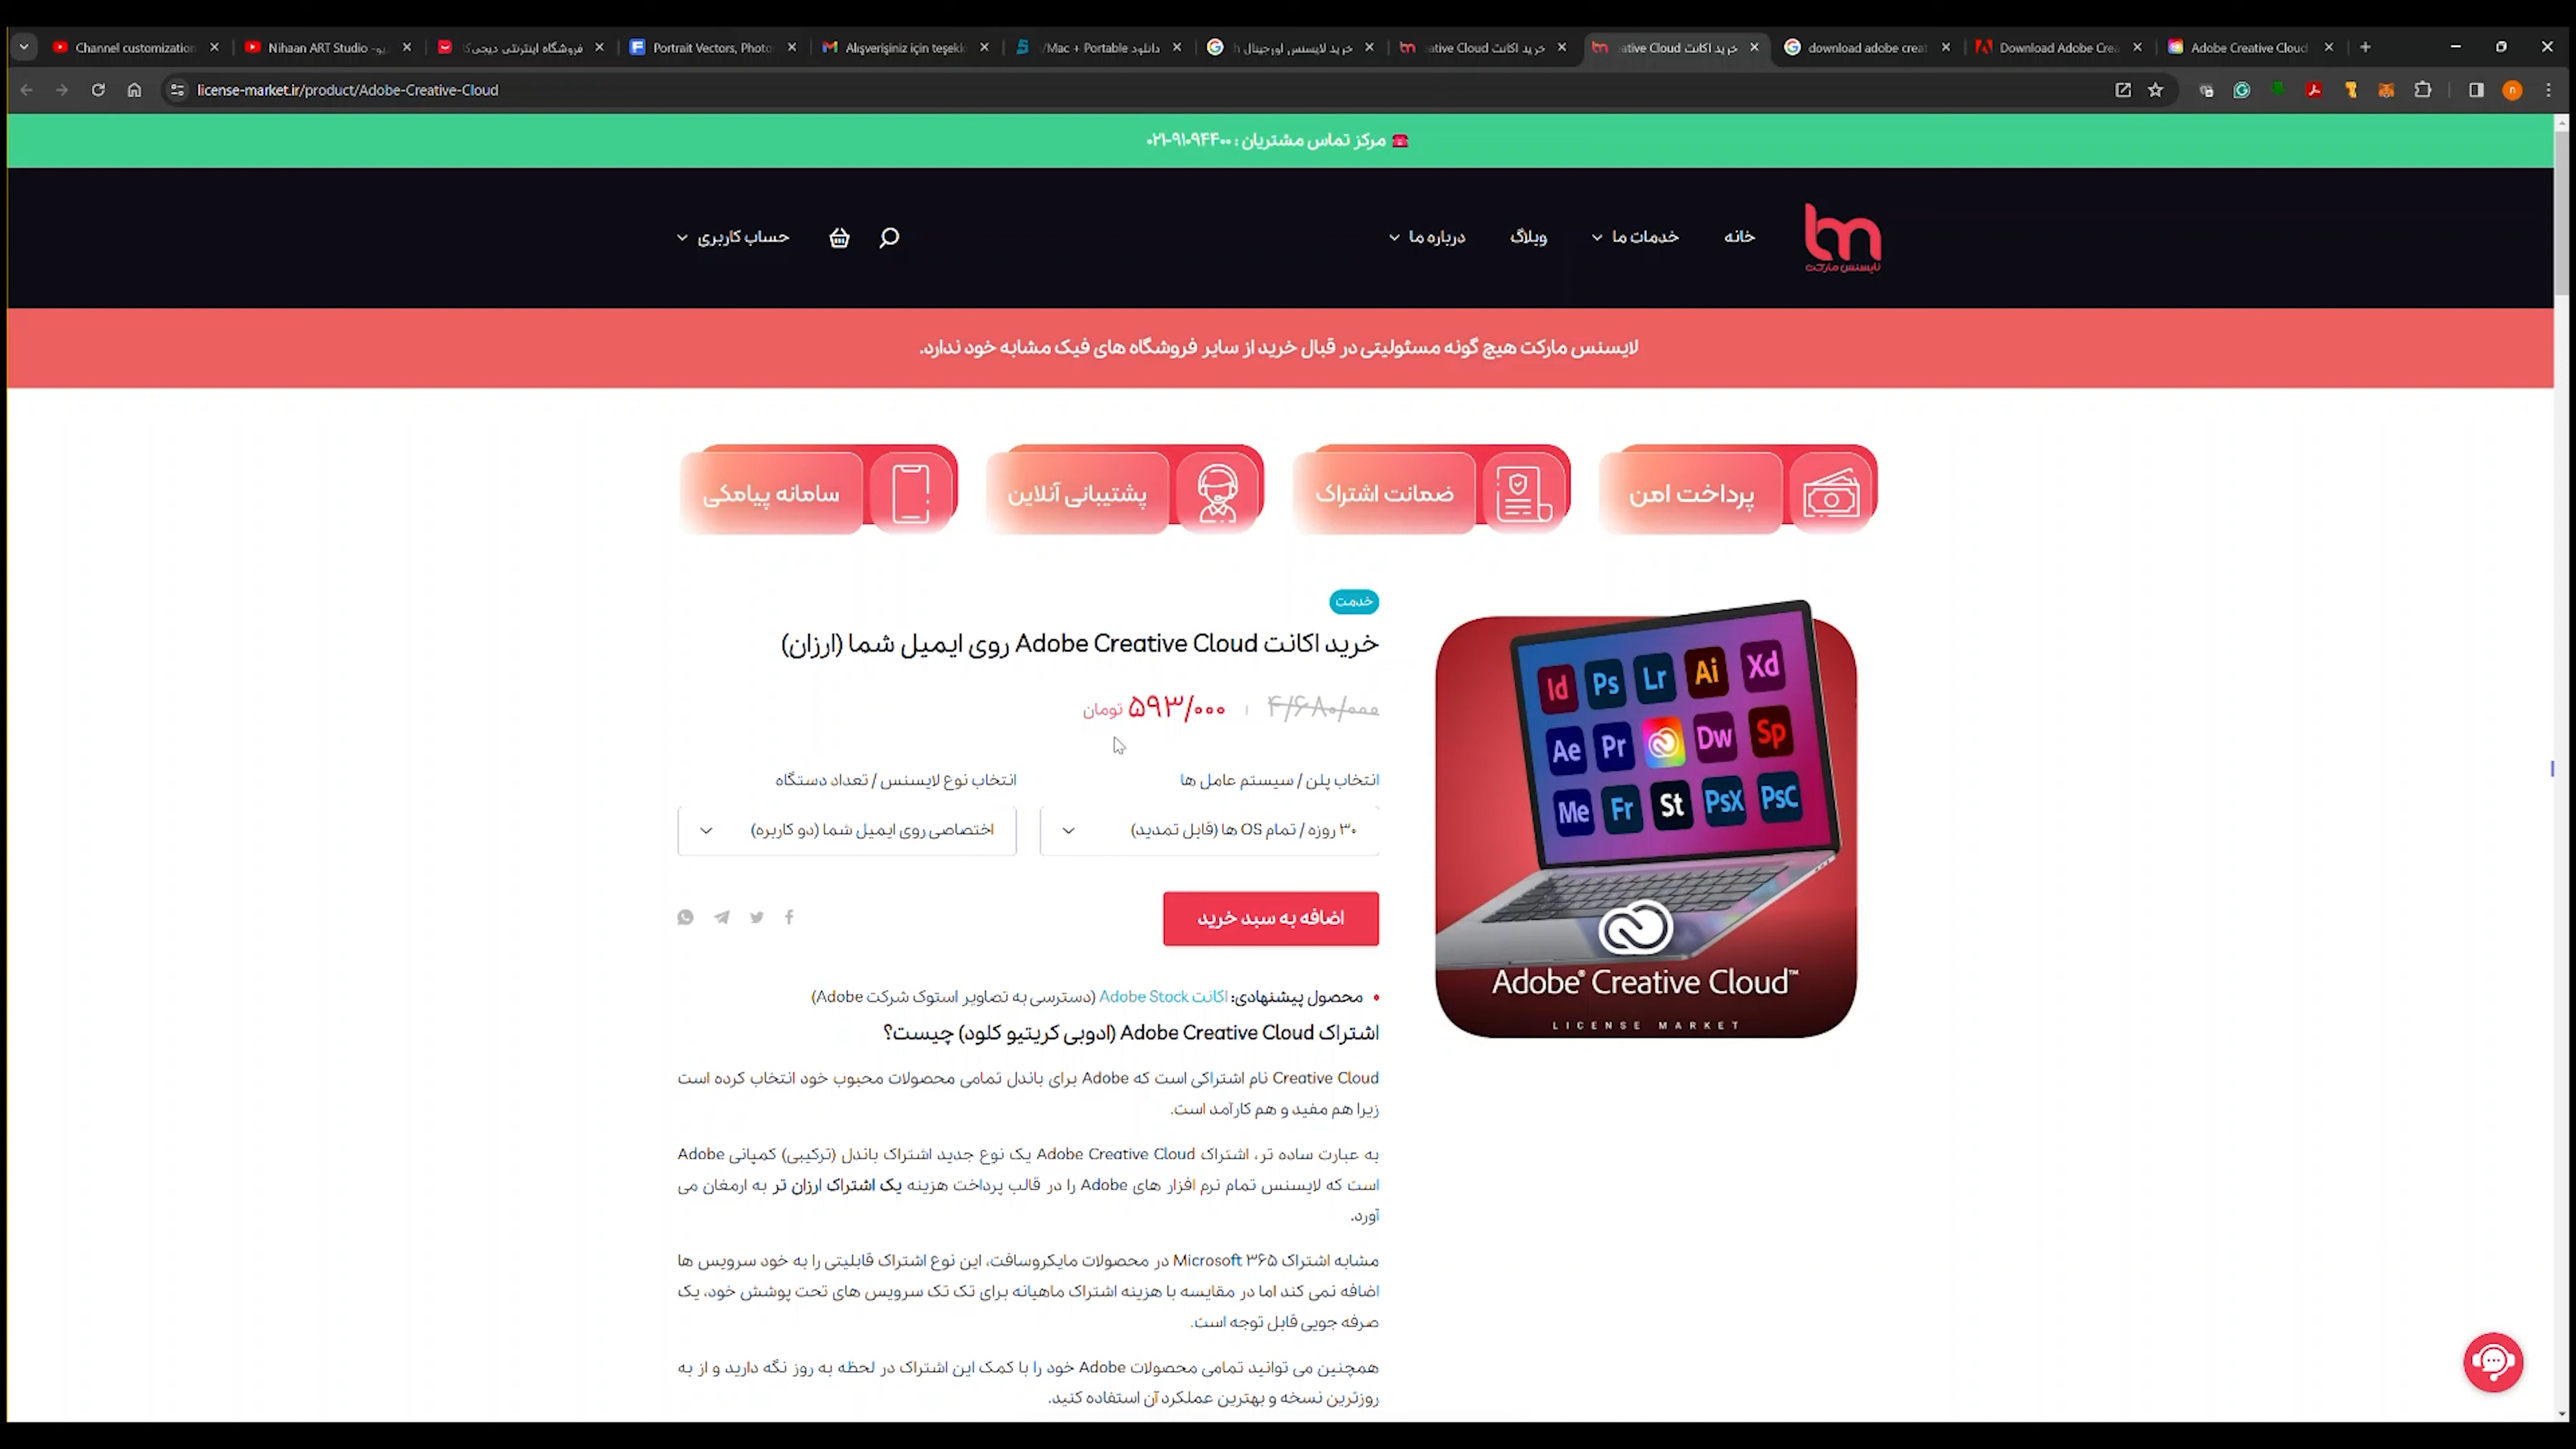 Channel customization
Nihaan ART Studio
فروشگاه اینترنتی دیجی‌کا
Portrait Vectors, Photo
Alışverişiniz için teşekk
دانلود Mac + Portable/
خرید لایسنس اورجینال
خرید اکانت ative Cloud
خرید اکانت ative Cloud
download adobe creat
Download Adobe Crea
Adobe Creative Cloud
license-market.ir/product/Adobe-Creative-Cloud
n
مرکز تماس مشتریان : ۹۱۰۹۴۴۰۰-۰۲۱
لایسنس مارکت
خانه
خدمات ما
وبلاگ
درباره ما
حساب کاربری
لایسنس مارکت هیچ گونه مسئولیتی در قبال خرید از سایر فروشگاه های فیک مشابه خود ندارد.
پرداخت امن
ضمانت اشتراک
پشتیبانی آنلاین
سامانه پیامکی
خدمت
خرید اکانت Adobe Creative Cloud روی ایمیل شما (ارزان)
۴/۶۸۰/۰۰۰ ۵۹۳/۰۰۰ تومان
انتخاب پلن / سیستم عامل ها
انتخاب نوع لایسنس / تعداد دستگاه
۳۰ روزه / تمام OS ها (قابل تمدید)
اختصاصی روی ایمیل شما (دو کاربره)
اضافه به سبد خرید
Id Ps Lr Ai Xd
Ae Pr Dw Sp
Me Fr St PsX PsC
Adobe® Creative Cloud™
LICENSE MARKET
محصول پیشنهادی: اکانت Adobe Stock (دسترسی به تصاویر استوک شرکت Adobe)
اشتراک Adobe Creative Cloud (ادوبی کریتیو کلود) چیست؟
Creative Cloud نام اشتراکی است که Adobe برای باندل تمامی محصولات محبوب خود انتخاب کرده است
زیرا هم مفید و هم کارآمد است.
به عبارت ساده تر، اشتراک Adobe Creative Cloud یک نوع جدید اشتراک باندل (ترکیبی) کمپانی Adobe
است که لایسنس تمام نرم افزار های Adobe را در قالب پرداخت هزینه یک اشتراک ارزان تر به ارمغان می
آورد.
مشابه اشتراک Microsoft ۳۶۵ در محصولات مایکروسافت، این نوع اشتراک قابلیتی را به خود سرویس ها
اضافه نمی کند اما در مقایسه با هزینه اشتراک ماهیانه برای تک تک سرویس های تحت پوشش خود، یک
صرفه جویی قابل توجه است.
همچنین می توانید تمامی محصولات Adobe خود را با کمک این اشتراک در لحظه به روز نگه دارید و از به
روزترین نسخه و بهترین عملکرد آن استفاده کنید.